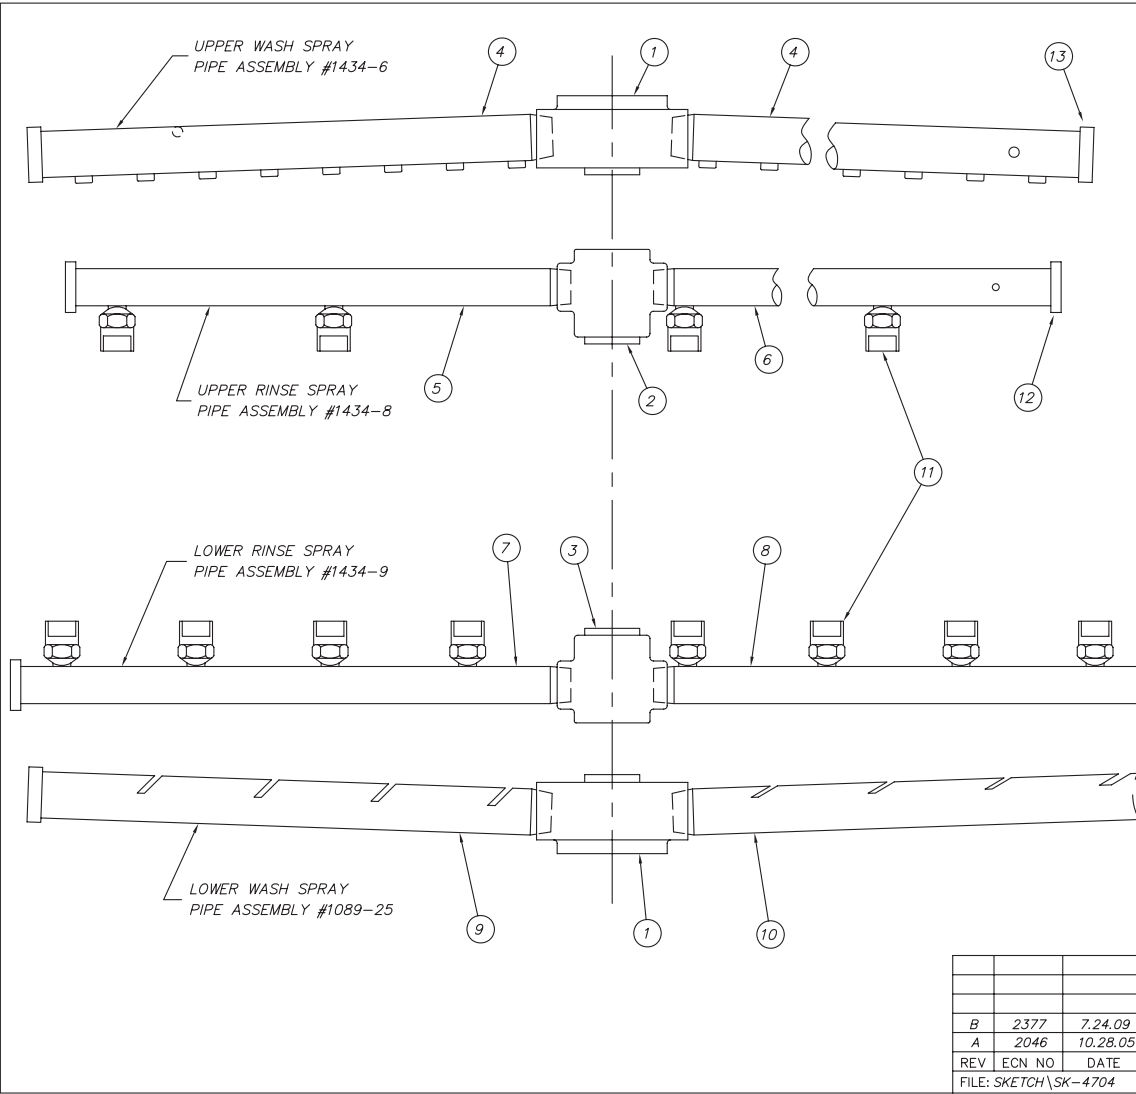 UPPER WASH SPRAY
PIPE ASSEMBLY #1434-6
4
1
4
13
UPPER RINSE SPRAY
PIPE ASSEMBLY #1434-8
5
2
6
12
11
LOWER RINSE SPRAY
PIPE ASSEMBLY #1434-9
7
3
8
LOWER WASH SPRAY
PIPE ASSEMBLY #1089-25
9
1
10
B 2377 7.24.09
A 2046 10.28.05
REV ECN NO DATE
FILE: SKETCH\SK-4704